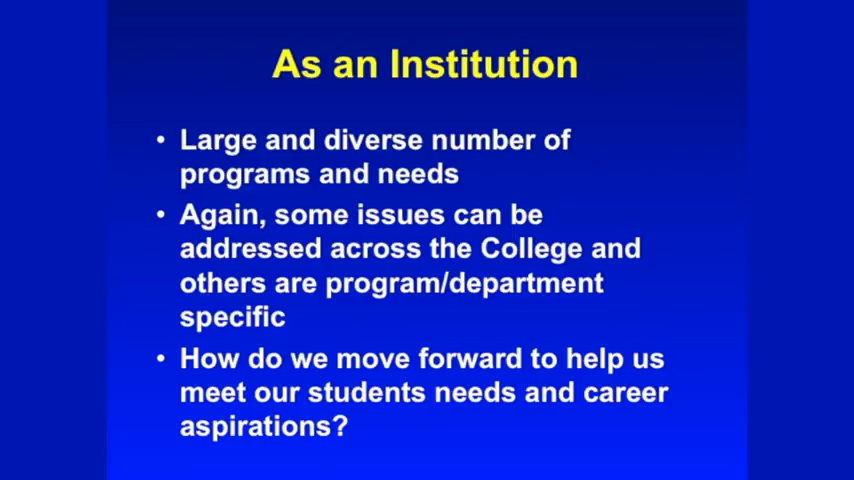 As an Institution
• Large and diverse number of
programs and needs
• Again, some issues can be
addressed across the College and
others are program/department
specific
• How do we move forward to help us
meet our students needs and career
aspirations?